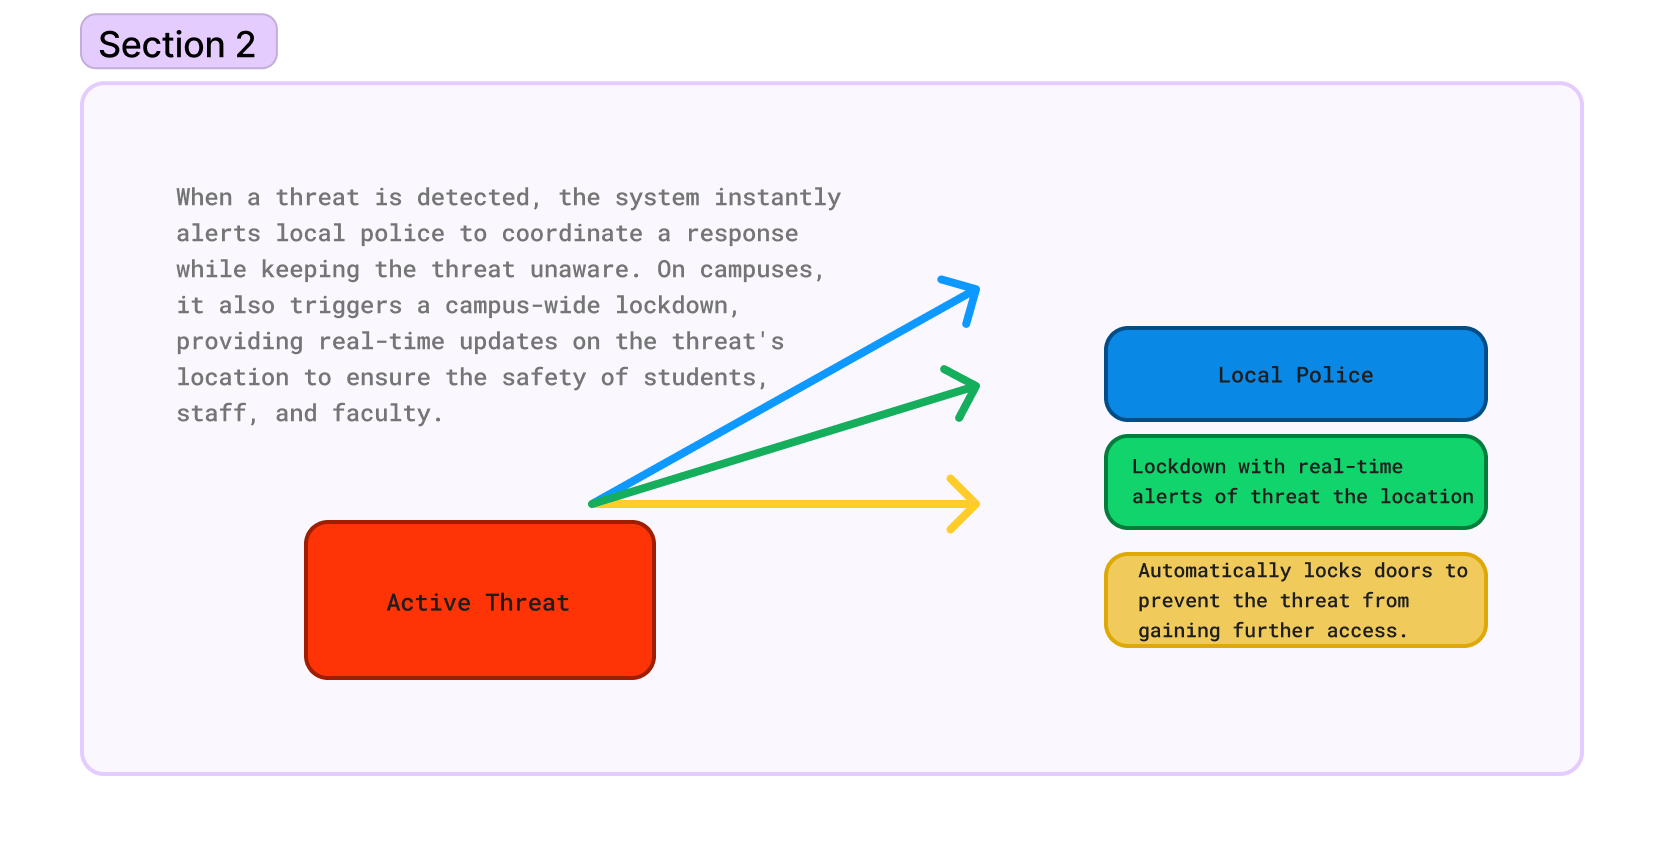 Section 2
When a threat is detected, the system instantly
alerts local police to coordinate a response
while keeping the threat unaware. On campuses,
it also triggers a campus-wide lockdown,
providing real-time updates on the threat's
location to ensure the safety of students,
staff, and faculty.
Active Threat
Local Police
Lockdown with real-time
alerts of threat the location
Automatically locks doors to
prevent the threat from
gaining further access.